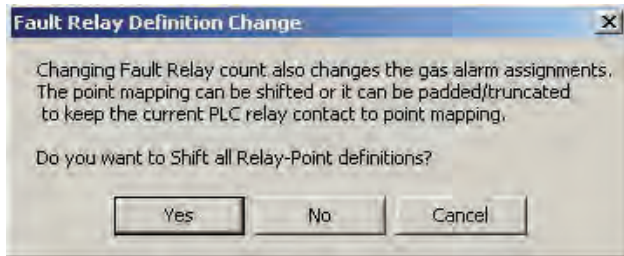 Fault Relay Definition Change
Changing Fault Relay count also changes the gas alarm assignments.
The point mapping can be shifted or it can be padded/truncated
to keep the current PLC relay contact to point mapping.
Do you want to Shift all Relay-Point definitions?
Yes No Cancel